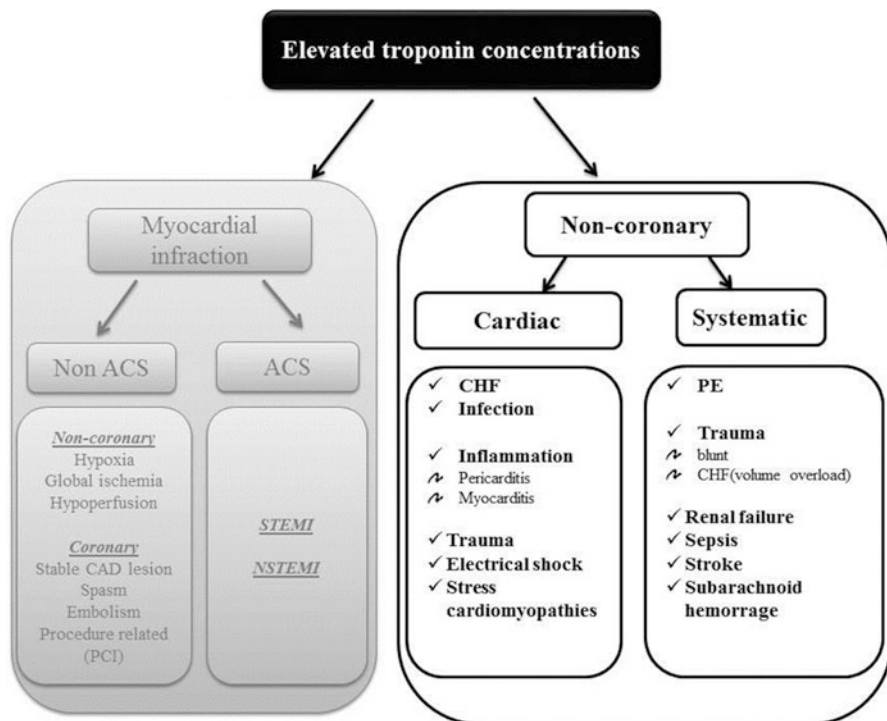 Elevated troponin concentrations
Myocardial
infraction
Non ACS
ACS
Non-coronary
Hypoxia
Global ischemia
Hypoperfusion
Coronary
Stable CAD lesion
Spasm
Embolism
Procedure related
(PCI)
STEMI
NSTEMI
Non-coronary
Cardiac
Systematic
✓ CHF
✓ Infection
✓ Inflammation
Pericarditis
Myocarditis
✓ Trauma
✓ Electrical shock
✓ Stress
cardiomyopathies
✓ PE
✓ Trauma
blunt
CHF(volume overload)
✓ Renal failure
✓ Sepsis
✓ Stroke
✓ Subarachnoid
hemorrage